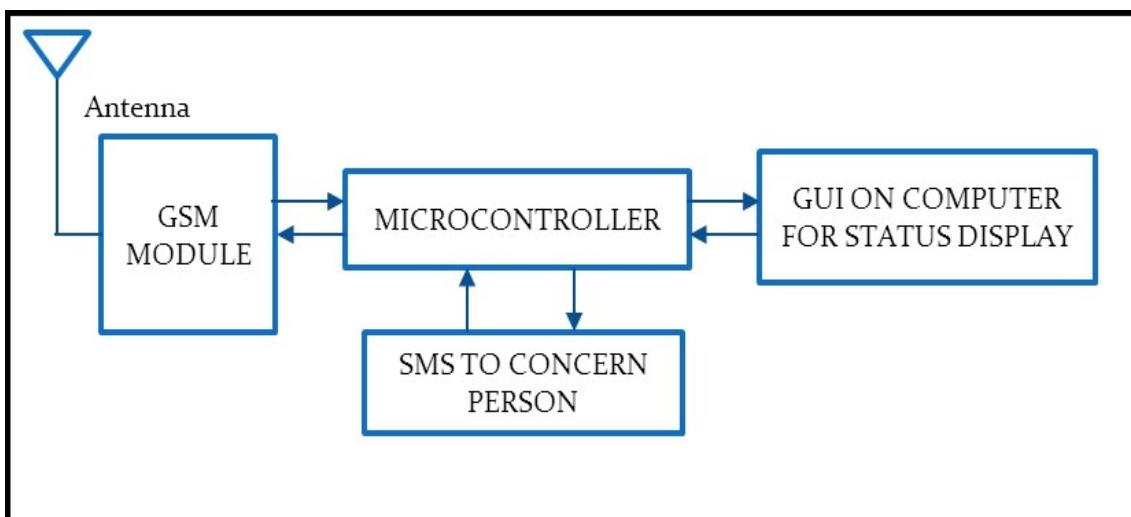 Antenna
GSM
MODULE
MICROCONTROLLER
GUI ON COMPUTER
FOR STATUS DISPLAY
SMS TO CONCERN
PERSON